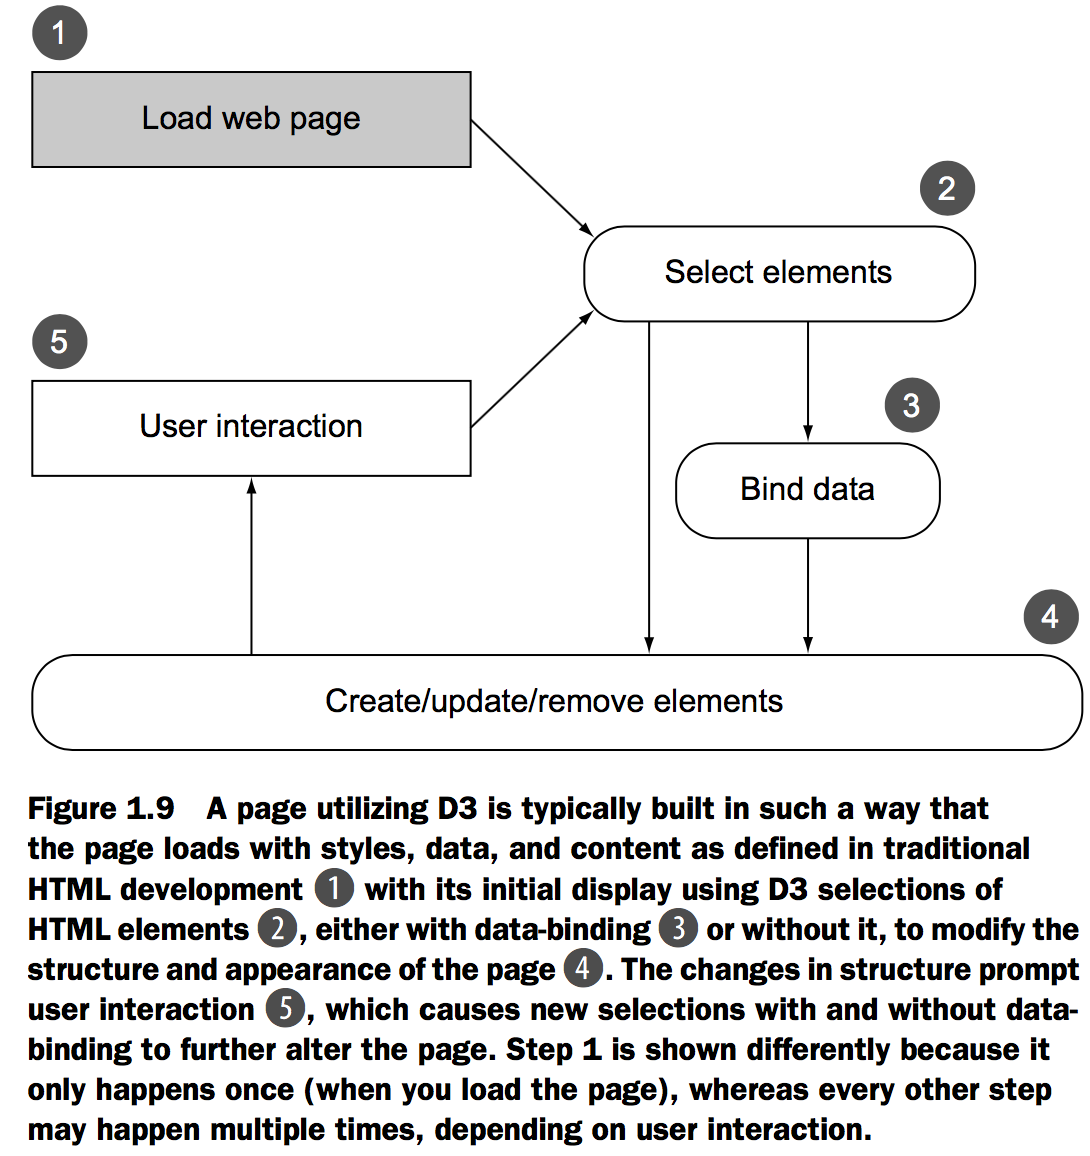 1
Load web page
2
Select elements
5
User interaction
3
Bind data
4
Create/update/remove elements
Figure 1.9 A page utilizing D3 is typically built in such a way that
the page loads with styles, data, and content as defined in traditional
HTML development 1 with its initial display using D3 selections of
HTML elements 2, either with data-binding 3 or without it, to modify the
structure and appearance of the page 4. The changes in structure prompt
user interaction 5, which causes new selections with and without data-
binding to further alter the page. Step 1 is shown differently because it
only happens once (when you load the page), whereas every other step
may happen multiple times, depending on user interaction.